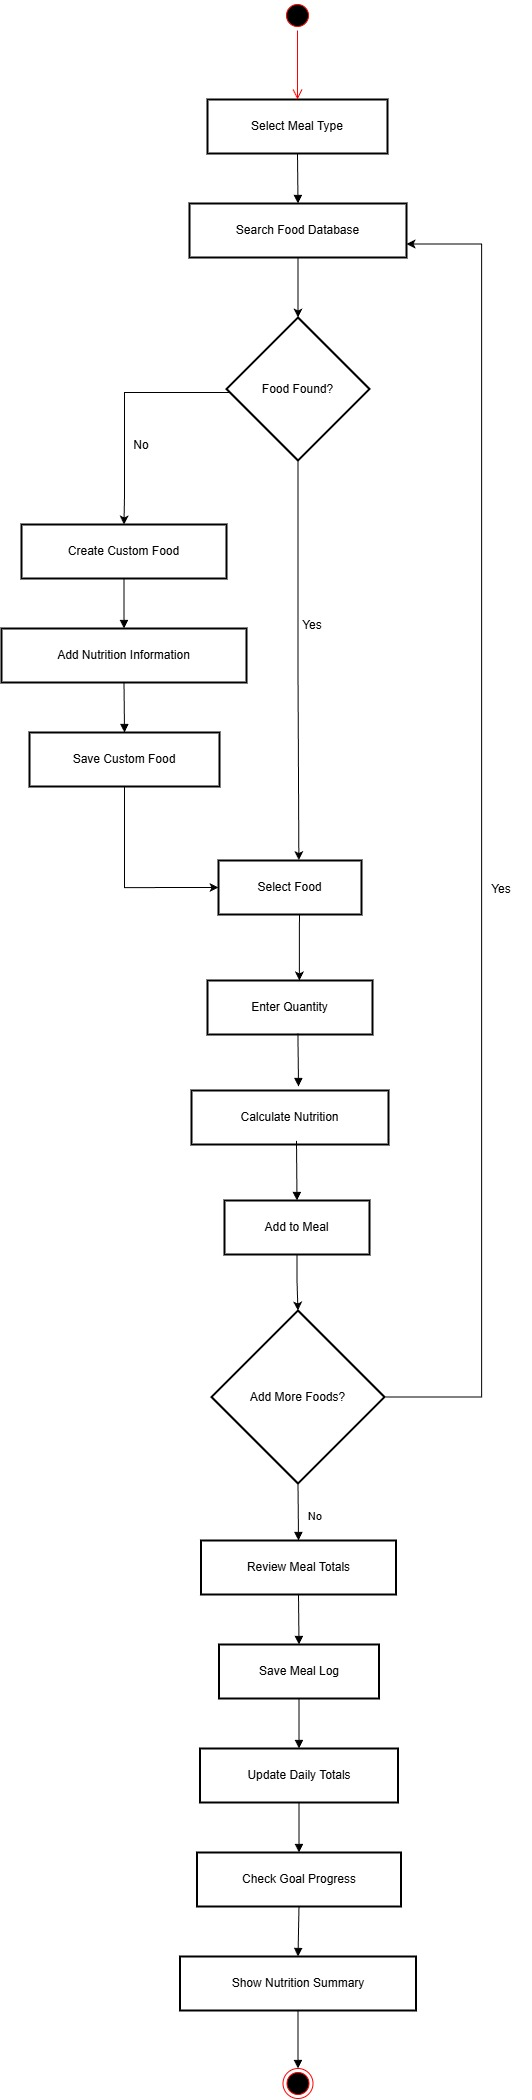 Select Meal Type
Search Food Database
Food Found?
No
Create Custom Food
Yes
Add Nutrition Information
Save Custom Food
Select Food
Yes
Enter Quantity
Calculate Nutrition
Add to Meal
Add More Foods?
No
Review Meal Totals
Save Meal Log
Update Daily Totals
Check Goal Progress
Show Nutrition Summary